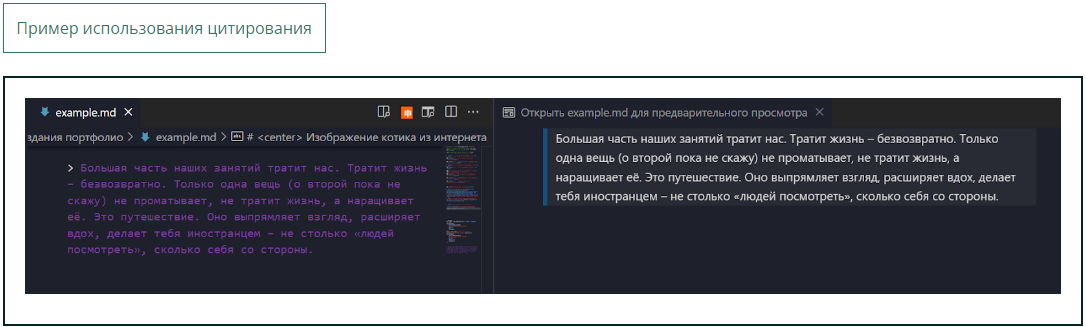 Пример использования цитирования
example.md
Открыть example.md для предварительного просмотра
здания портфолио > example.md > # <center> Изображение котика из интернета
> Большая часть наших занятий тратит нас. Тратит жизнь
– безвозвратно. Только одна вещь (о второй пока не
скажу) не проматывает, не тратит жизнь, а наращивает
её. Это путешествие. Оно выпрямляет взгляд, расширяет
вдох, делает тебя иностранцем – не столько «людей
посмотреть», сколько себя со стороны.
Большая часть наших занятий тратит нас. Тратит жизнь – безвозвратно. Только
одна вещь (о второй пока не скажу) не проматывает, не тратит жизнь, а
наращивает её. Это путешествие. Оно выпрямляет взгляд, расширяет вдох, делает
тебя иностранцем – не столько «людей посмотреть», сколько себя со стороны.